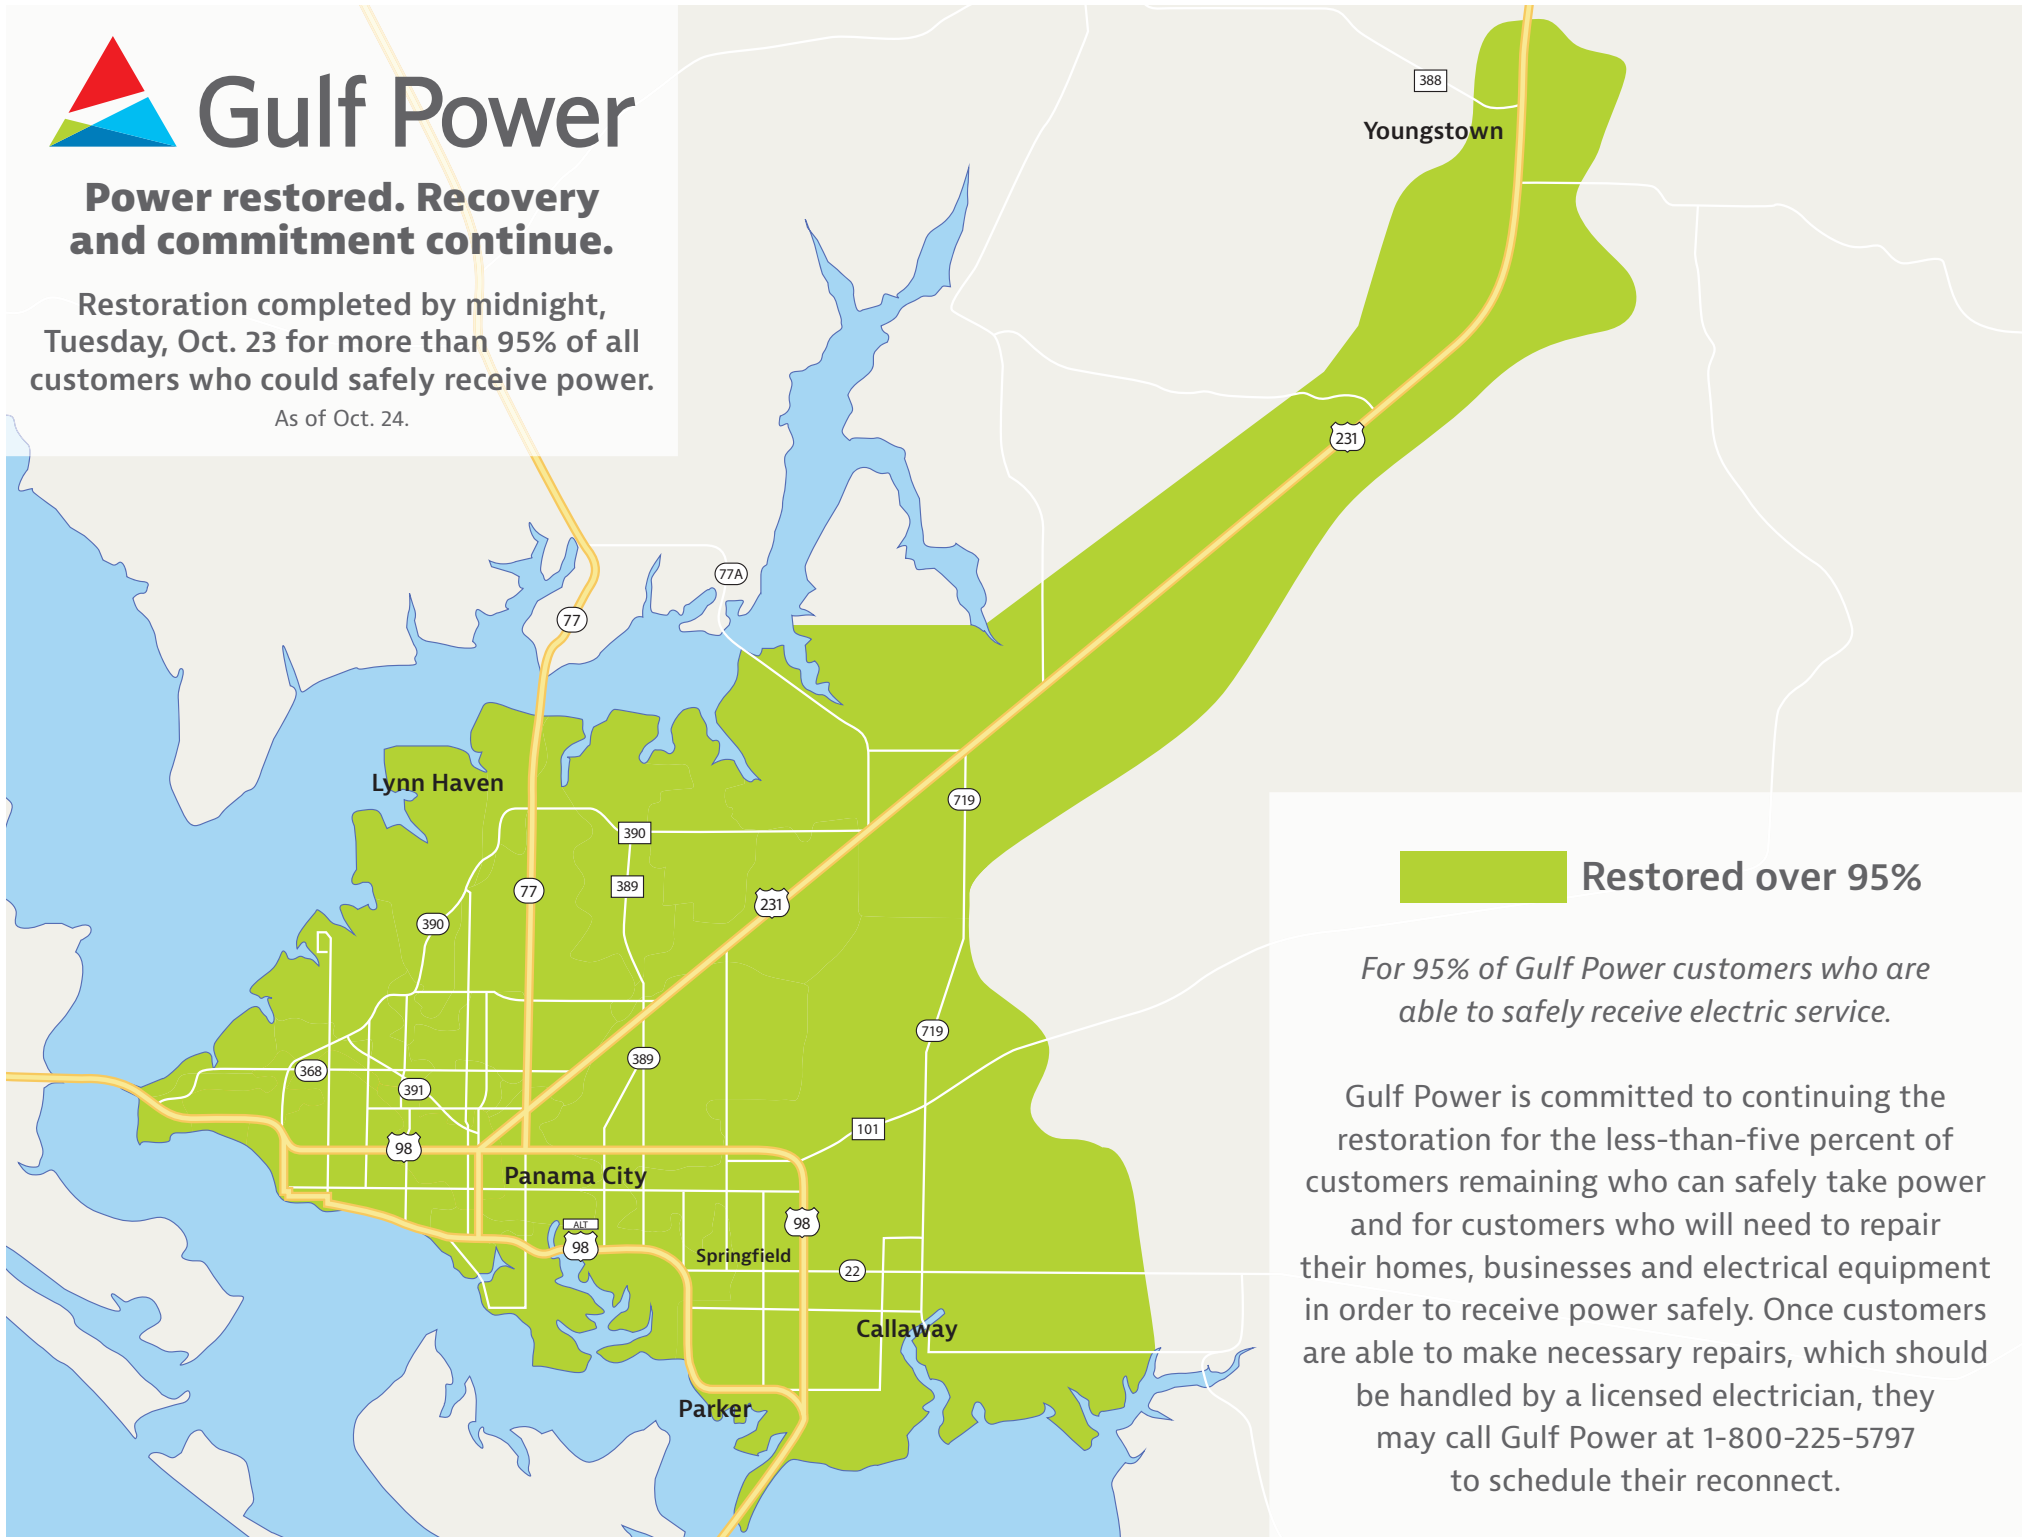 Gulf Power
Power restored. Recovery
and commitment continue.
Restoration completed by midnight,
Tuesday, Oct. 23 for more than 95% of all
customers who could safely receive power.
As of Oct. 24.
388
Youngstown
231
77A
77
Lynn Haven
719
390
389
77
231
390
719
389
368
391
101
98
Panama City
98
ALT
98
Springfield
22
Callaway
Parker
Restored over 95%
For 95% of Gulf Power customers who are
able to safely receive electric service.
Gulf Power is committed to continuing the
restoration for the less-than-five percent of
customers remaining who can safely take power
and for customers who will need to repair
their homes, businesses and electrical equipment
in order to receive power safely. Once customers
are able to make necessary repairs, which should
be handled by a licensed electrician, they
may call Gulf Power at 1-800-225-5797
to schedule their reconnect.